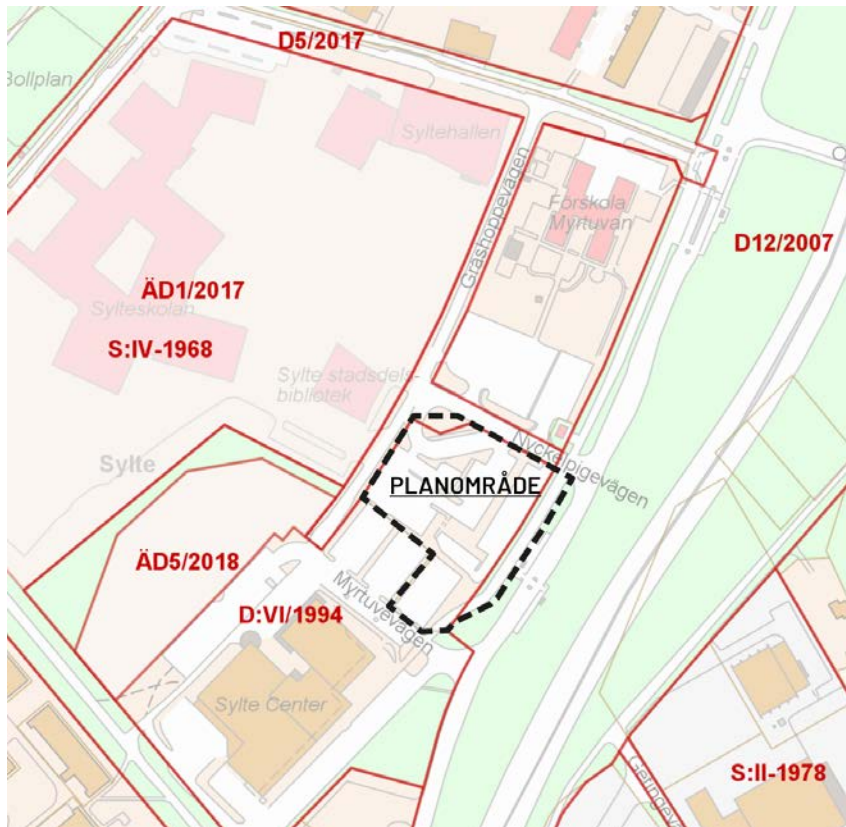 D5/2017
Bollplan
Syltehallen
Gräshoppevägen
Förskola
Myrtuvan
D12/2007
ÄD1/2017
Sylteskolan
S:IV-1968
Sylte stadsdels-
bibliotek
Sylte
Nyckelpigevägen
PLANOMRÅDE
ÄD5/2018
D:VI/1994
Myrtuvevägen
Sylte Center
S:II-1978
Getingevä